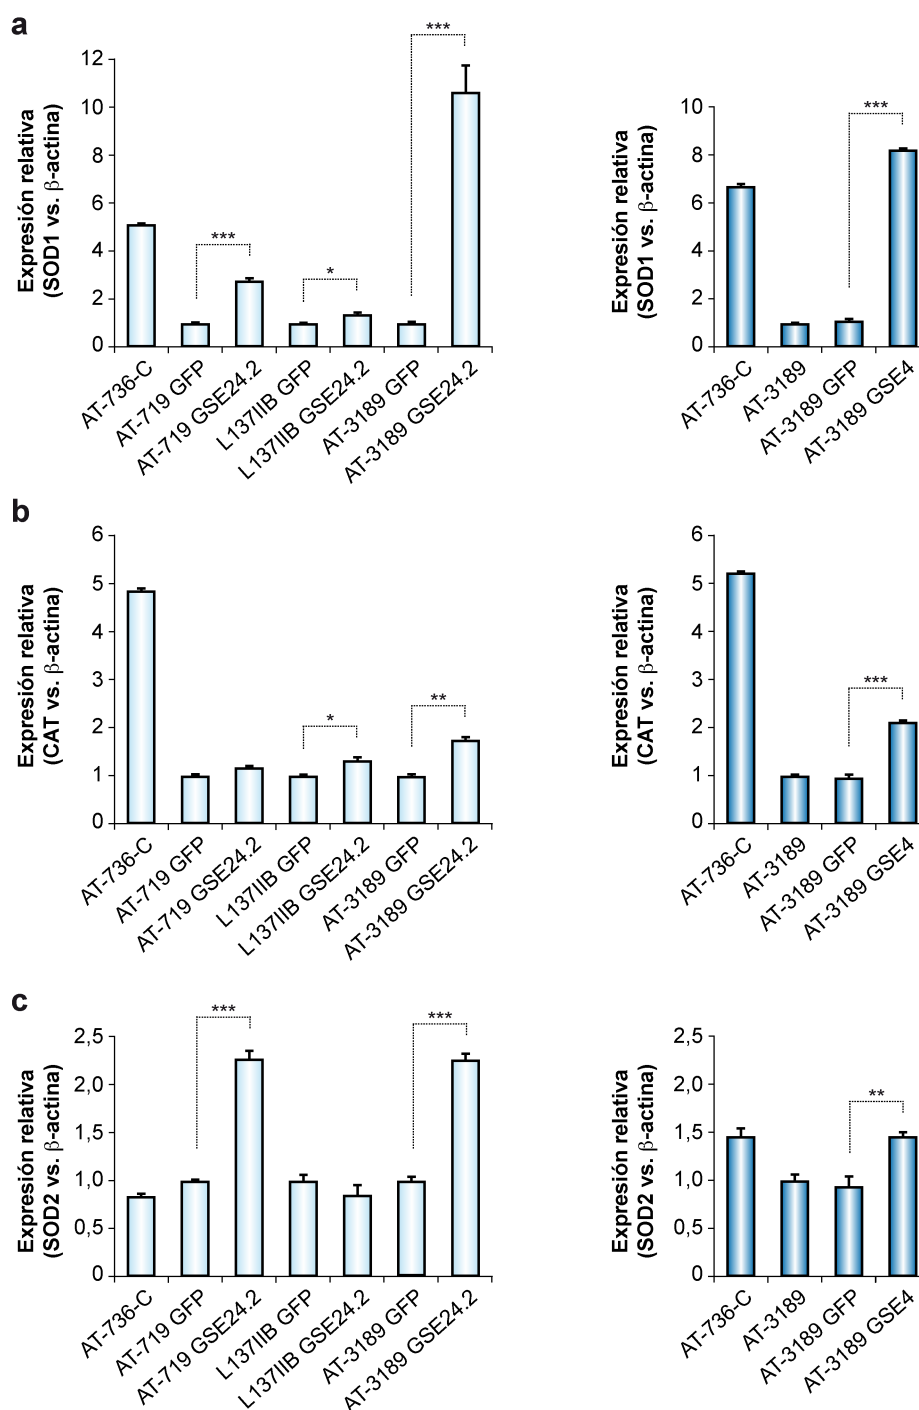 a
Expresión relativa
(SOD1 vs. β-actina)
12
10
8
6
4
2
0
***
*
***
AT-736-C
AT-719 GFP
AT-719 GSE24.2
L137IIB GFP
L137IIB GSE24.2
AT-3189 GFP
AT-3189 GSE24.2
Expresión relativa
(SOD1 vs. β-actina)
10
8
6
4
2
0
***
AT-736-C
AT-3189
AT-3189 GFP
AT-3189 GSE4
b
Expresión relativa
(CAT vs. β-actina)
6
5
4
3
2
1
0
*
**
AT-736-C
AT-719 GFP
AT-719 GSE24.2
L137IIB GFP
L137IIB GSE24.2
AT-3189 GFP
AT-3189 GSE24.2
Expresión relativa
(CAT vs. β-actina)
6
5
4
3
2
1
0
***
AT-736-C
AT-3189
AT-3189 GFP
AT-3189 GSE4
c
Expresión relativa
(SOD2 vs. β-actina)
2,5
2,0
1,5
1,0
0,5
0
***
***
AT-736-C
AT-719 GFP
AT-719 GSE24.2
L137IIB GFP
L137IIB GSE24.2
AT-3189 GFP
AT-3189 GSE24.2
Expresión relativa
(SOD2 vs. β-actina)
2,5
2,0
1,5
1,0
0,5
0
**
AT-736-C
AT-3189
AT-3189 GFP
AT-3189 GSE4